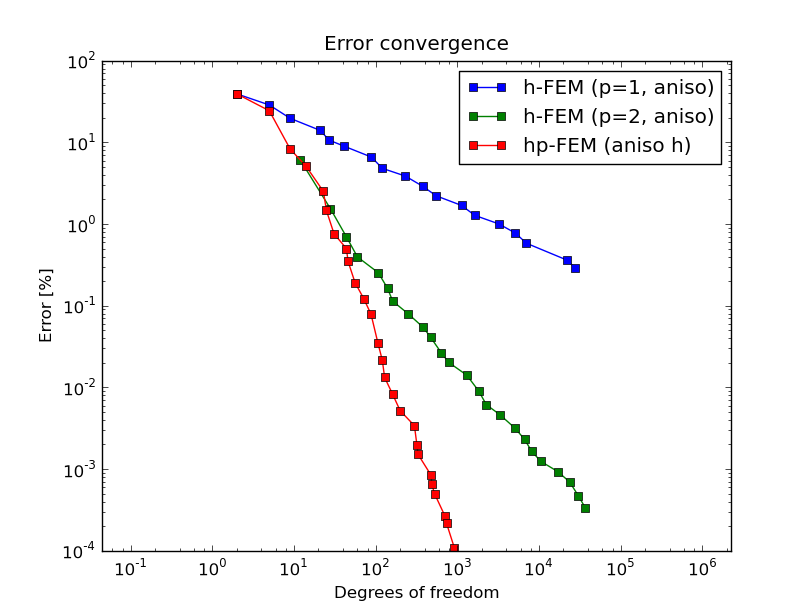 Error convergence
h-FEM (p=1, aniso)
h-FEM (p=2, aniso)
hp-FEM (aniso h)
Error [%]
10^2
10^1
10^0
10^-1
10^-2
10^-3
10^-4
10^-1 10^0 10^1 10^2 10^3 10^4 10^5 10^6
Degrees of freedom